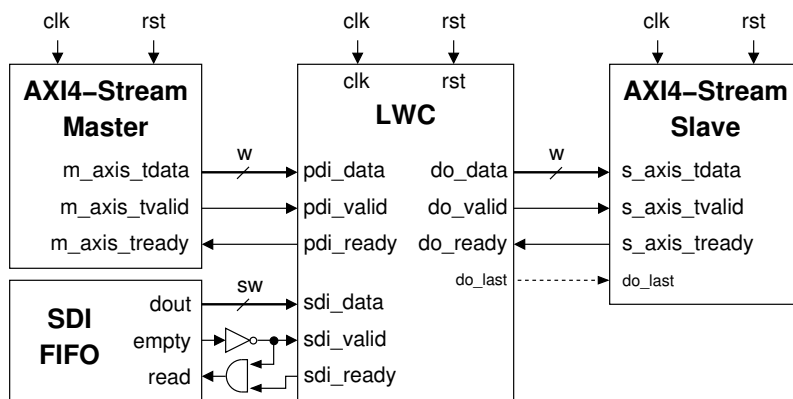 clk rst clk rst clk rst
AXI4–Stream
Master
m_axis_tdata
m_axis_tvalid
m_axis_tready
w
SDI
FIFO
dout
empty
read
sw
clk rst
LWC
pdi_data do_data
pdi_valid do_valid
pdi_ready do_ready
do_last
sdi_data
sdi_valid
sdi_ready
w
AXI4–Stream
Slave
s_axis_tdata
s_axis_tvalid
s_axis_tready
do_last